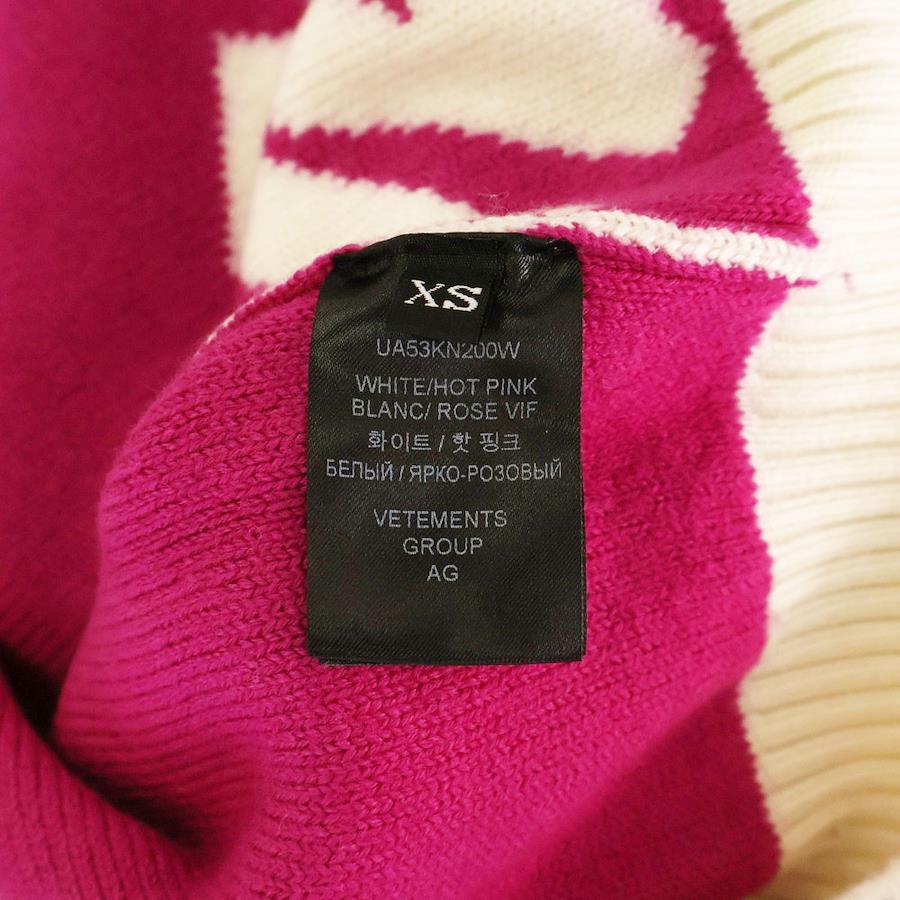 XS
UA53KN200W
WHITE/HOT PINK
BLANC/ ROSE VIF
화이트 / 핫 핑크
БЕЛЫЙ / ЯРКО-РОЗОВЫЙ
VETEMENTS
GROUP
AG